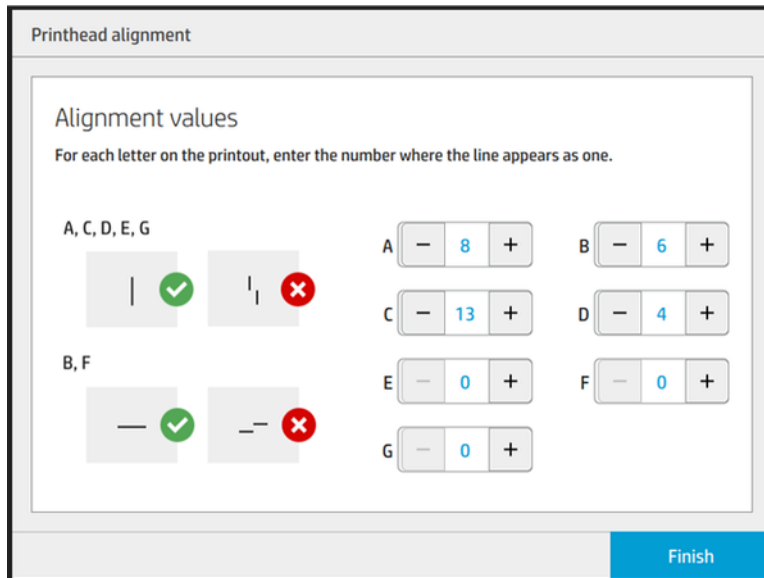 Printhead alignment
Alignment values
For each letter on the printout, enter the number where the line appears as one.
A, C, D, E, G
A − 8 + B − 6 +
C − 13 + D − 4 +
B, F
E − 0 + F − 0 +
G − 0 +
Finish